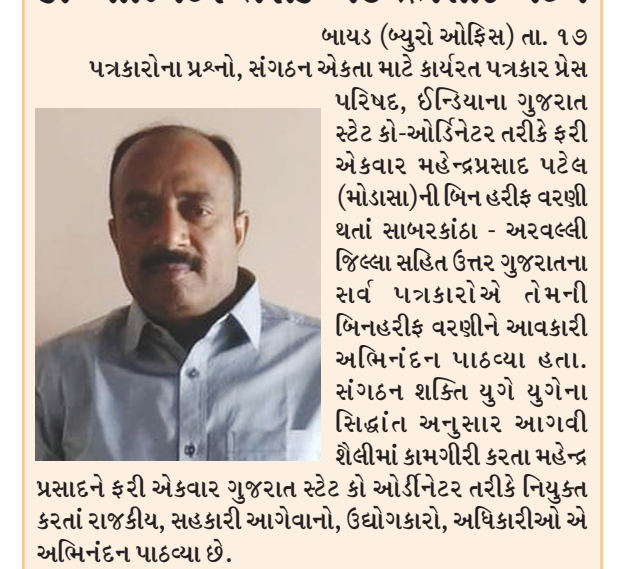 બાયડ (બ્યુરો ઓફિસ) તા. ૧૭
પત્રકારોના પ્રશ્નો, સંગઠન એકતા માટે કાર્યરત પત્રકાર પ્રેસ
પરિષદ, ઈન્ડિયાના ગુજરાત
સ્ટેટ કો-ઓર્ડિનેટર તરીકે ફરી
એકવાર મહેન્દ્રપ્રસાદ પટેલ
(મોડાસા)ની બિન હરીફ વરણી
થતાં સાબરકાંઠા - અરવલ્લી
જિલ્લા સહિત ઉત્તર ગુજરાતના
સર્વ પત્રકારોએ તેમની
બિનહરીફ વરણીને આવકારી
અભિનંદન પાઠવ્યા હતા.
સંગઠન શક્તિ યુગે યુગેના
સિદ્ધાંત અનુસાર આગવી
શૈલીમાં કામગીરી કરતા મહેન્દ્ર
પ્રસાદને ફરી એકવાર ગુજરાત સ્ટેટ કો ઓર્ડીનેટર તરીકે નિયુક્ત
કરતાં રાજકીય, સહકારી આગેવાનો, ઉદ્યોગકારો, અધિકારીઓ એ
અભિનંદન પાઠવ્યા છે.